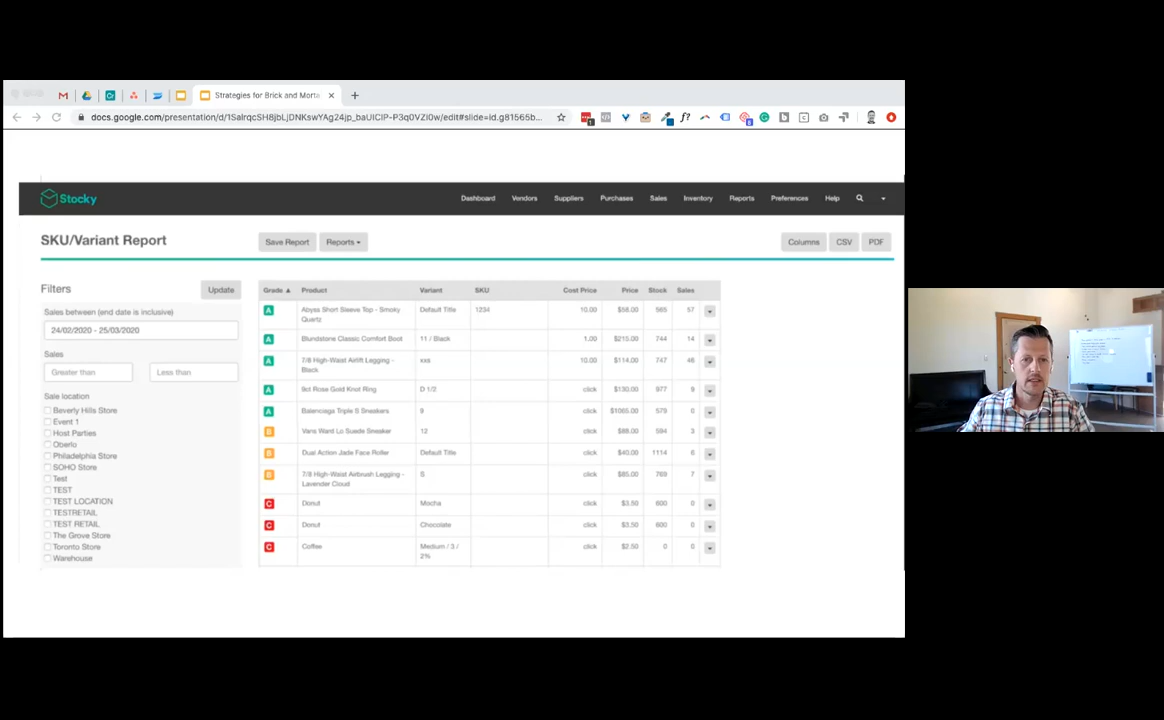 Strategies for Brick and Morta
docs.google.com/presentation/d/1SalrqcSH8jbLjDNKswYAg24jp_baUICIP-P3q0VZi0w/edit#slide=id.g81565b...
Stocky
Dashboard Vendors Suppliers Purchases Sales Inventory Reports Preferences Help
SKU/Variant Report
Save Report Reports
Columns CSV PDF
Filters
Update
Sales between (end date is inclusive)
24/02/2020 - 25/03/2020
Sales
Greater than Less than
Sale location
Beverly Hills Store
Event 1
Host Parties
Oberlo
Philadelphia Store
SOHO Store
Test
TEST
TEST LOCATION
TESTRETAIL
TEST RETAIL
The Grove Store
Toronto Store
Warehouse
Grade Product Variant SKU Cost Price Price Stock Sales
A Abyss Short Sleeve Top - Smoky Default Title 1234 10.00 $58.00 565 57
Quartz
A Blundstone Classic Comfort Boot 11 / Black 1.00 $215.00 744 14
A 7/8 High-Waist Airlift Legging - xxs 10.00 $114.00 747 46
Black
A 9ct Rose Gold Knot Ring D 1/2 click $130.00 977 9
A Balenciaga Triple S Sneakers 9 click $1065.00 579 0
B Vans Ward Lo Suede Sneaker 12 click $88.00 594 3
B Dual Action Jade Face Roller Default Title click $40.00 1114 6
B 7/8 High-Waist Airbrush Legging - S click $85.00 769 7
Lavender Cloud
C Donut Mocha click $3.50 600 0
C Donut Chocolate click $3.50 600 0
C Coffee Medium / 3 / click $2.50 0 0
2%